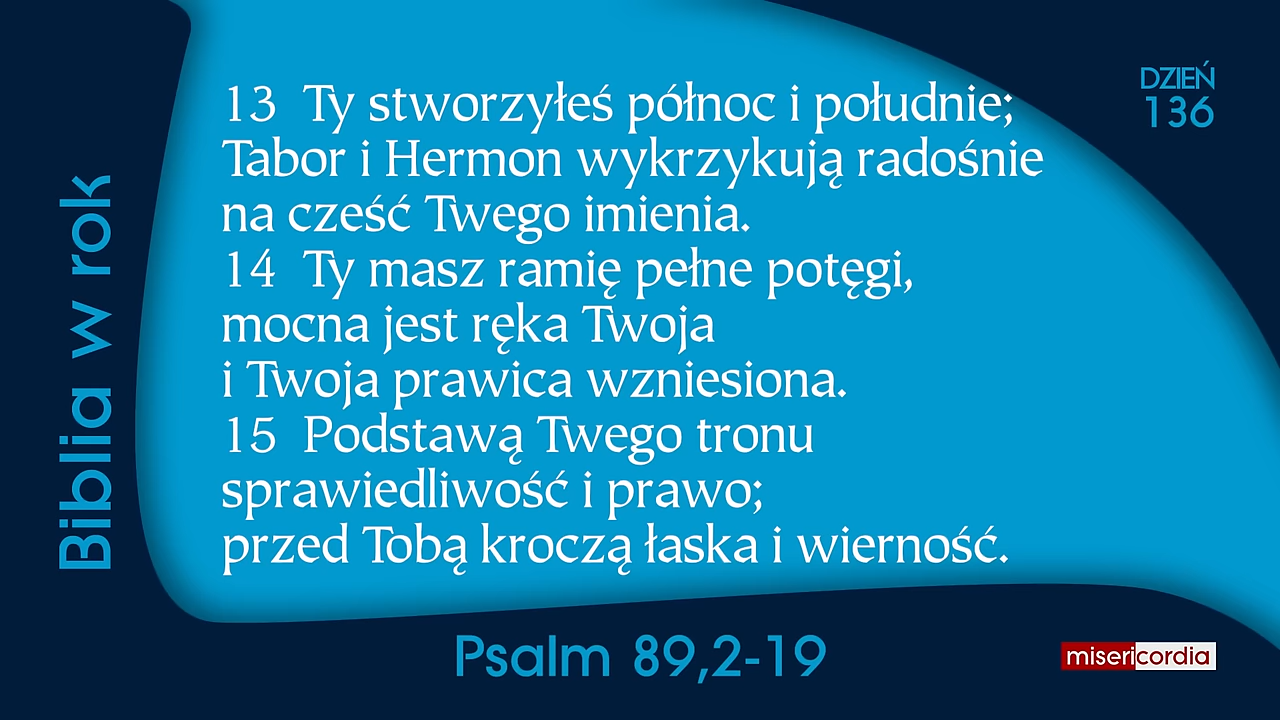 13 Ty stworzyłeś północ i południe;
Tabor i Hermon wykrzykują radośnie
na cześć Twego imienia.
14 Ty masz ramię pełne potęgi,
mocna jest ręka Twoja
i Twoja prawica wzniesiona.
15 Podstawą Twego tronu
sprawiedliwość i prawo;
przed Tobą kroczą łaska i wierność.
DZIEŃ
136
Biblia w rok
Psalm 89,2-19
misericordia